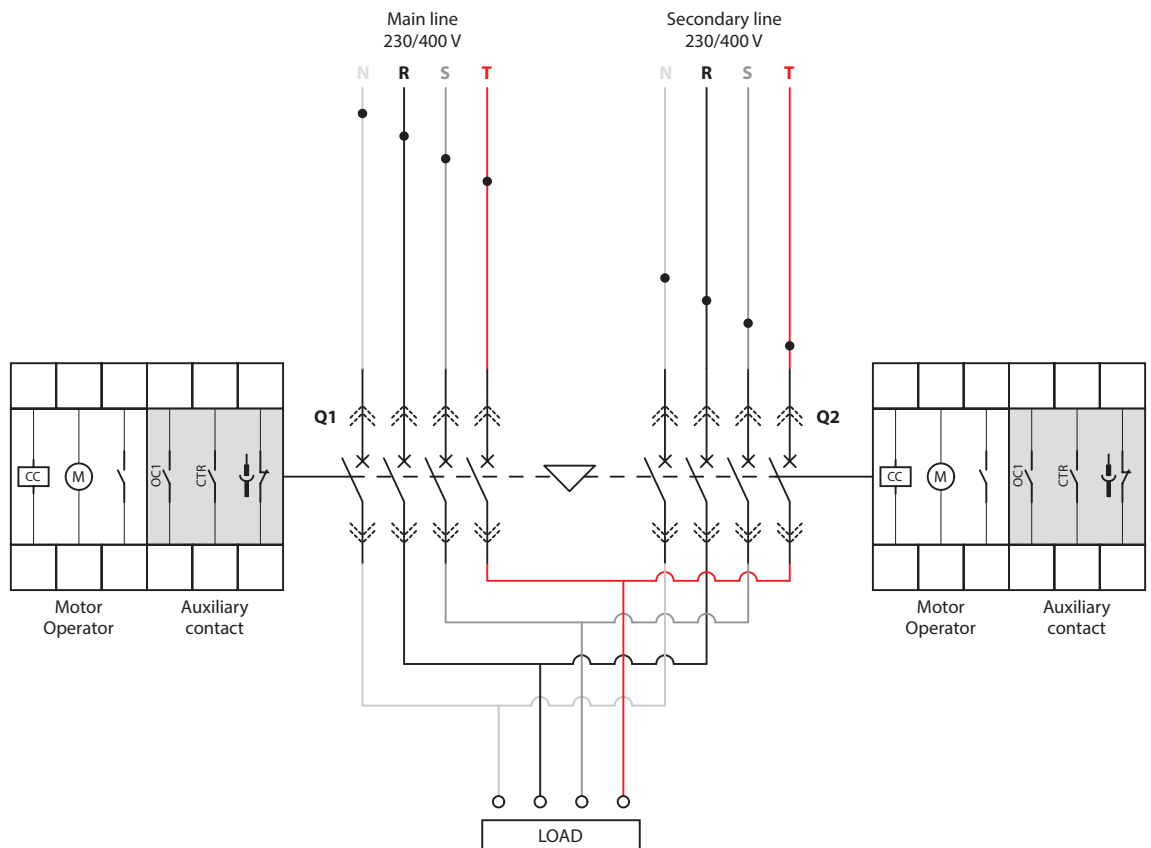 Main line
230/400 V
Secondary line
230/400 V
N R S T
N R S T
Q1
Q2
CC
M
OC1
CTR
CC
M
OC1
CTR
Motor
Operator
Auxiliary
contact
Motor
Operator
Auxiliary
contact
LOAD